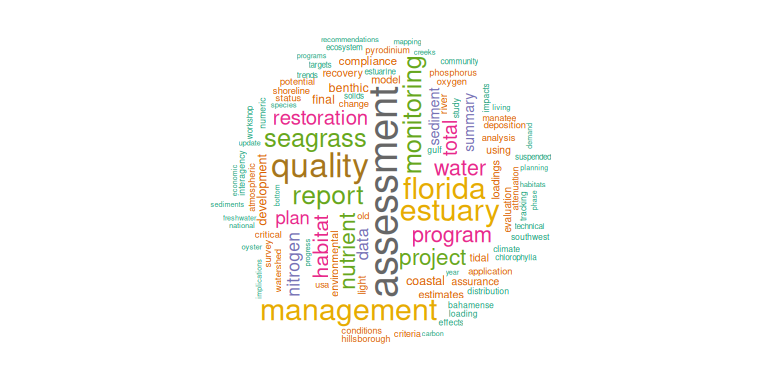 recommendations
mapping
ecosystem
pyrodinium
creeks
programs
compliance
community
targets
estuarine
trends
recovery
model
phosphorus
potential
benthic
oxygen
shoreline
solids
status
final
change
species
monitoring
sediment
river
study
summary
impacts
living
manatee
numeric
workshop
restoration
total
deposition
demand
update
seagrass
assessment
analysis
gulf
using
interagency
quality
water
suspended
economic
atmospheric
development
bottom
report
florida
loadings
attenuation
planning
habitats
sediments
estuary
evaluation
tracking
phase
freshwater
national
plan
old
critical
nitrogen
habitat
nutrient
data
program
technical
southwest
oyster
survey
watershed
progress
environmental
project
tidal
climate
chlorophylla
implications
usa
light
coastal
year
application
assurance
estimates
distribution
management
bahamense
loading
effects
conditions
criteria
carbon
hillsborough